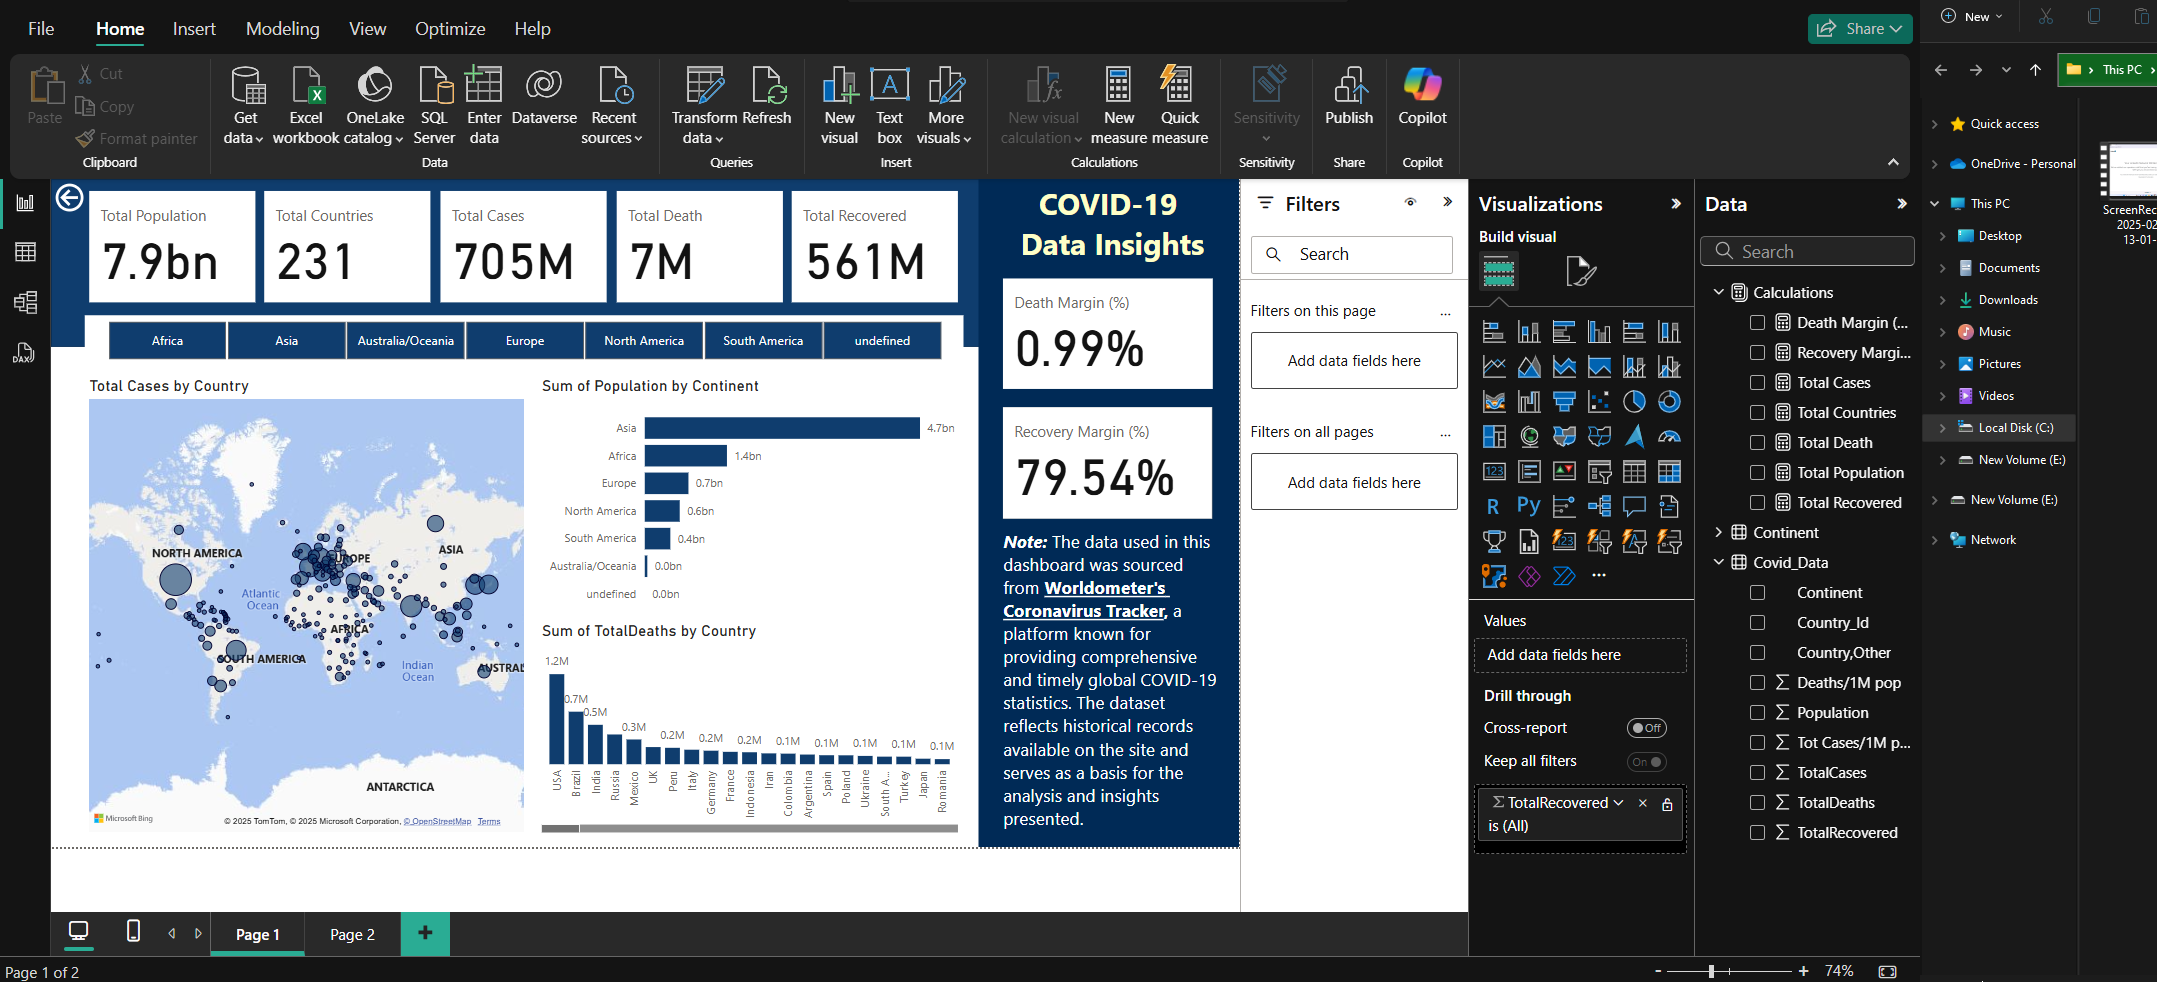 File
Home
Insert
Modeling
View
Optimize
Help
Share
New
Paste
Cut
Copy
Format painter
Clipboard
Get
data
Excel
workbook
OneLake
catalog
SQL
Server
Enter
data
Dataverse
Recent
sources
Data
Transform
data
Refresh
Queries
New
visual
Text
box
More
visuals
Insert
New visual
calculation
New
measure
Quick
measure
Calculations
Sensitivity
Sensitivity
Publish
Share
Copilot
Copilot
Total Population
7.9bn
Total Countries
231
Total Cases
705M
Total Death
7M
Total Recovered
561M
Africa
Asia
Australia/Oceania
Europe
North America
South America
undefined
Total Cases by Country
NORTH AMERICA
EUROPE
ASIA
Atlantic
Ocean
AFRICA
SOUTH AMERICA
Indian
Ocean
AUSTRAL
ANTARCTICA
Microsoft Bing
© 2025 TomTom, © 2025 Microsoft Corporation, © OpenStreetMap Terms
Sum of Population by Continent
Asia 4.7bn
Africa 1.4bn
Europe 0.7bn
North America 0.6bn
South America 0.4bn
Australia/Oceania 0.0bn
undefined 0.0bn
Sum of TotalDeaths by Country
1.2M
0.7M
0.5M
0.3M
0.2M
0.2M
0.2M
0.1M
0.1M
0.1M
0.1M
0.1M
USA
Brazil
India
Russia
Mexico
UK
Peru
Italy
Germany
France
Indonesia
Iran
Colombia
Argentina
Spain
Poland
Ukraine
South A...
Turkey
Japan
Romania
COVID-19
Data Insights
Death Margin (%)
0.99%
Recovery Margin (%)
79.54%
Note: The data used in this
dashboard was sourced
from Worldometer's
Coronavirus Tracker, a
platform known for
providing comprehensive
and timely global COVID-19
statistics. The dataset
reflects historical records
available on the site and
serves as a basis for the
analysis and insights
presented.
Filters
Search
Filters on this page
...
Add data fields here
Filters on all pages
...
Add data fields here
Visualizations
Build visual
123
R
Py
123
...
Values
Add data fields here
Drill through
Cross-report
Off
Keep all filters
On
TotalRecovered
is (All)
Data
Search
Calculations
Death Margin (...
Recovery Margi...
Total Cases
Total Countries
Total Death
Total Population
Total Recovered
Continent
Covid_Data
Continent
Country_Id
Country,Other
Deaths/1M pop
Population
Tot Cases/1M p...
TotalCases
TotalDeaths
TotalRecovered
This PC
Quick access
OneDrive - Personal
This PC
Desktop
Documents
Downloads
Music
Pictures
Videos
Local Disk (C:)
New Volume (E:)
New Volume (E:)
Network
ScreenRec
2025-02
13-01-
DAX
Page 1
Page 2
+
Page 1 of 2
- + 74%